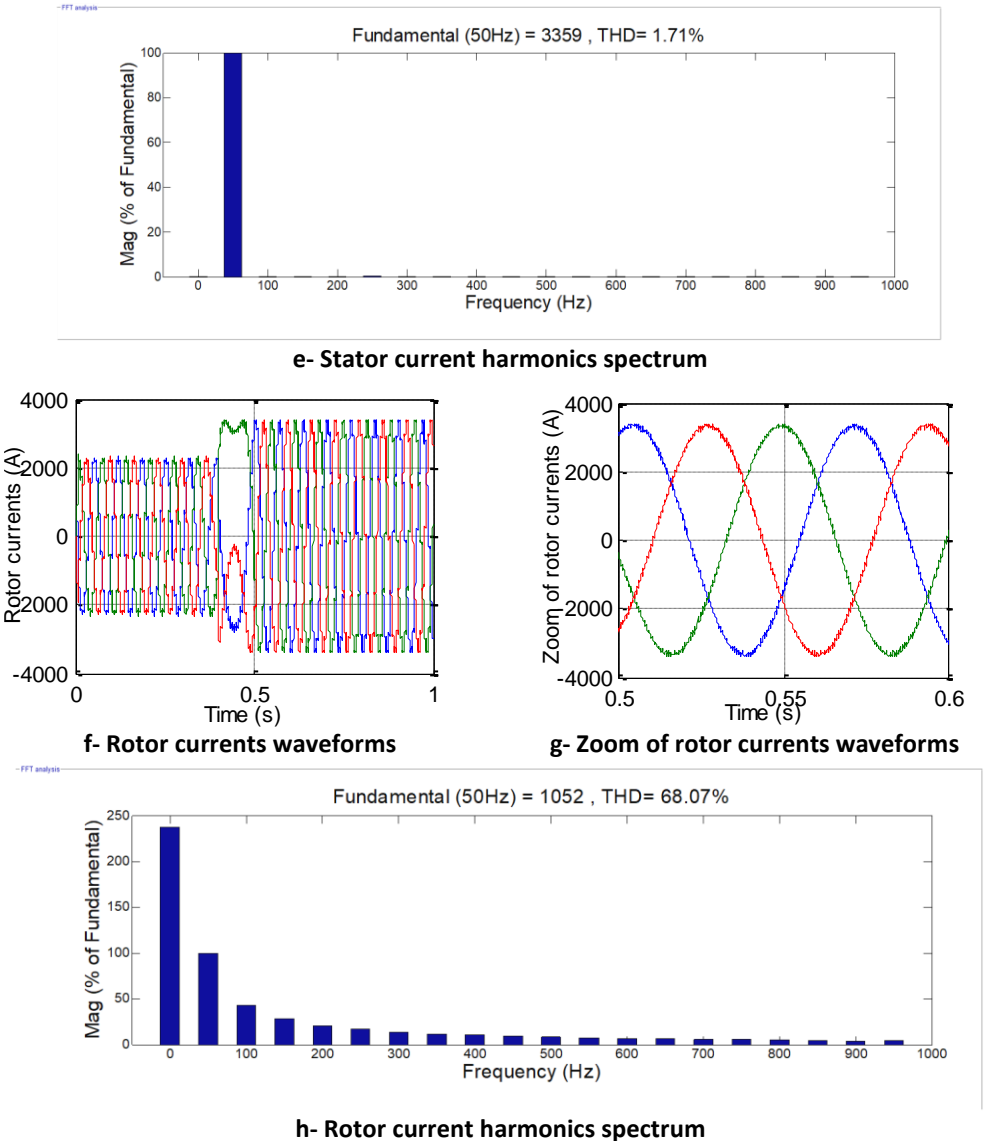 FFT analysis
Fundamental (50Hz) = 3359 , THD= 1.71%
Mag (% of Fundamental)
100
80
60
40
20
0
0 100 200 300 400 500 600 700 800 900 1000
Frequency (Hz)
e- Stator current harmonics spectrum
Rotor currents (A)
4000
2000
0
-2000
-4000
0 0.5 1
Time (s)
f- Rotor currents waveforms
Zoom of rotor currents (A)
4000
2000
0
-2000
-4000
0.5 0.55 0.6
Time (s)
g- Zoom of rotor currents waveforms
FFT analysis
Fundamental (50Hz) = 1052 , THD= 68.07%
Mag (% of Fundamental)
250
200
150
100
50
0
0 100 200 300 400 500 600 700 800 900 1000
Frequency (Hz)
h- Rotor current harmonics spectrum